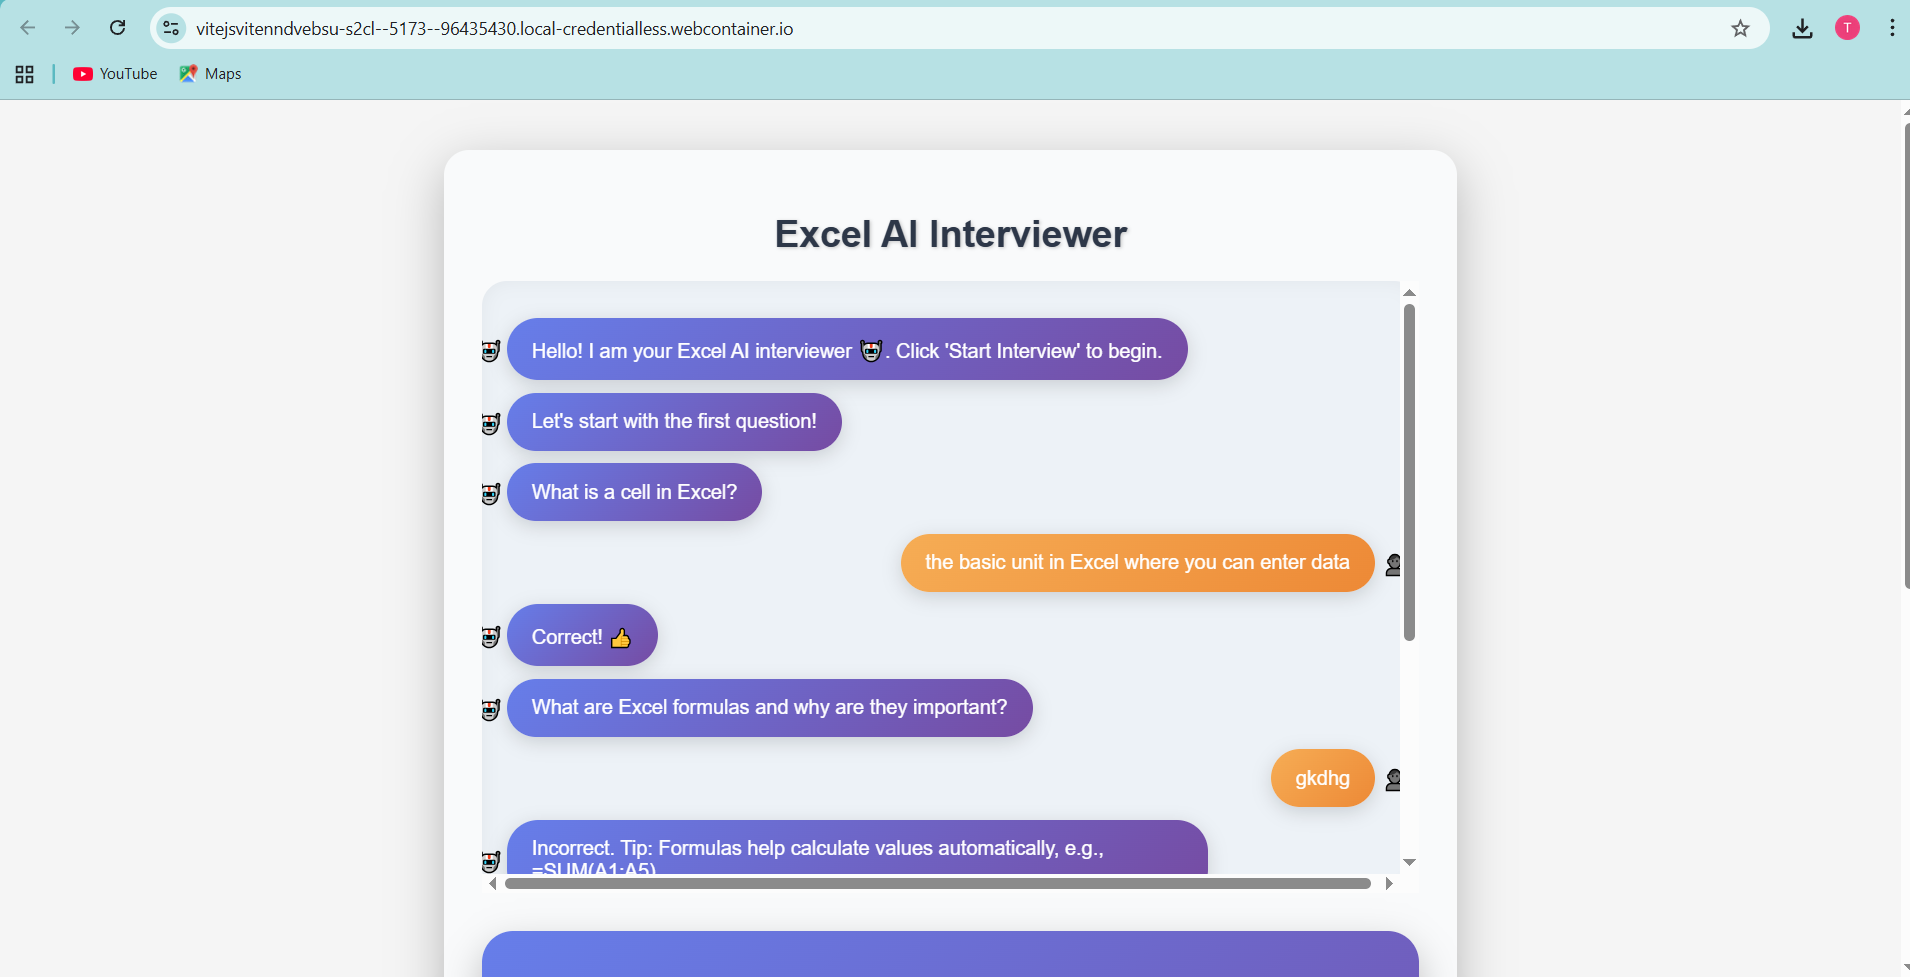 vitejsvitenndvebsu-s2cl--5173--96435430.local-credentialless.webcontainer.io
T
YouTube
Maps
Excel AI Interviewer
Hello! I am your Excel AI interviewer 🤖. Click 'Start Interview' to begin.
Let's start with the first question!
What is a cell in Excel?
the basic unit in Excel where you can enter data
Correct! 👍
What are Excel formulas and why are they important?
gkdhg
Incorrect. Tip: Formulas help calculate values automatically, e.g.,
=SUM(A1:A5)